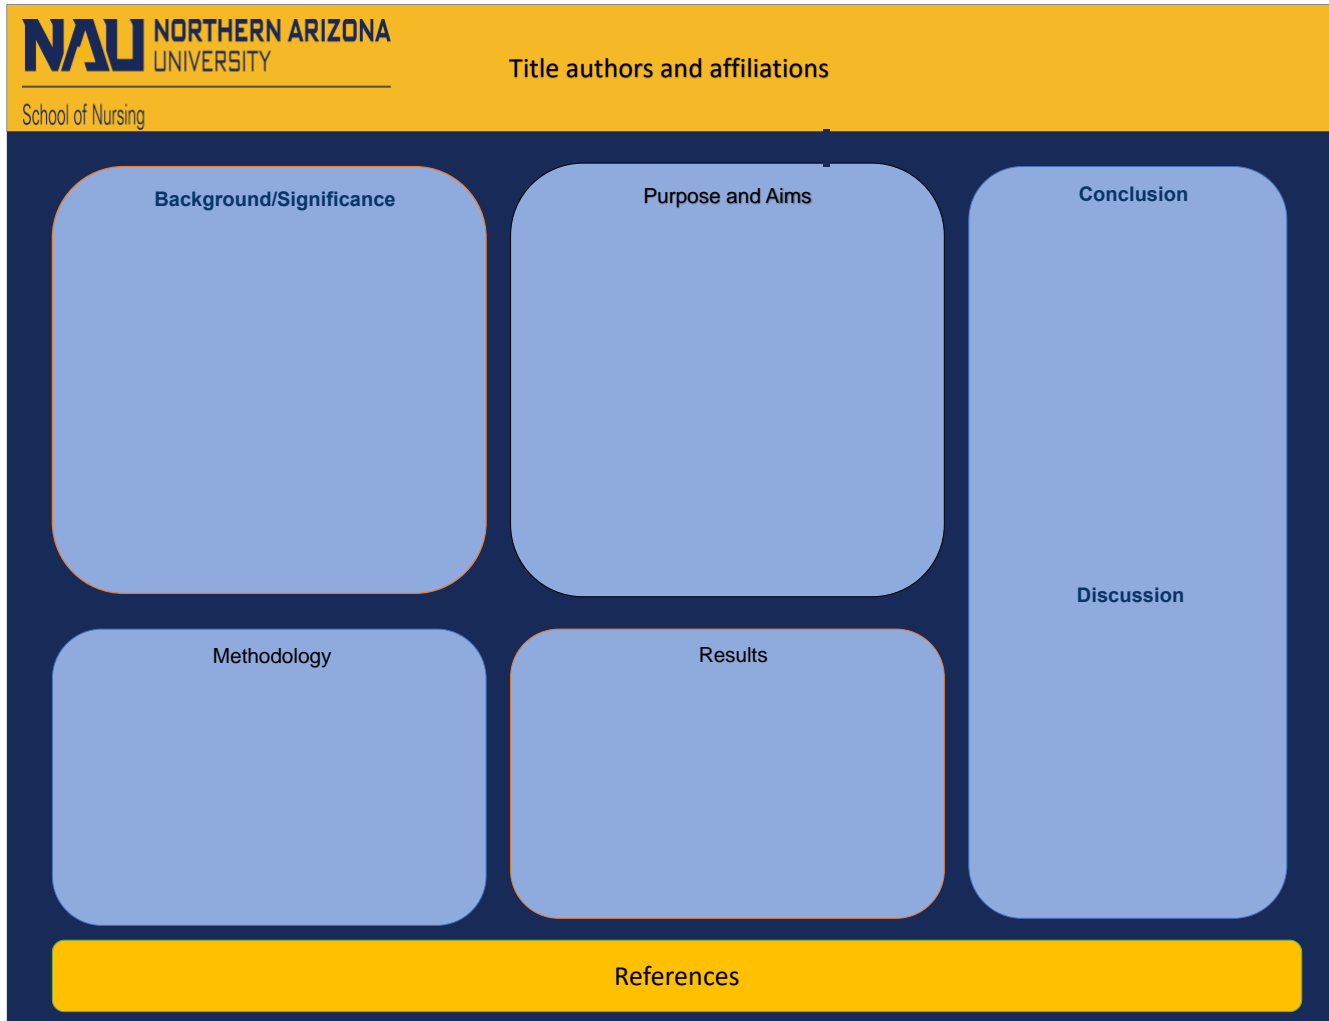 NAU NORTHERN ARIZONA
UNIVERSITY
School of Nursing
Title authors and affiliations
Background/Significance
Purpose and Aims
Conclusion
Discussion
Methodology
Results
References